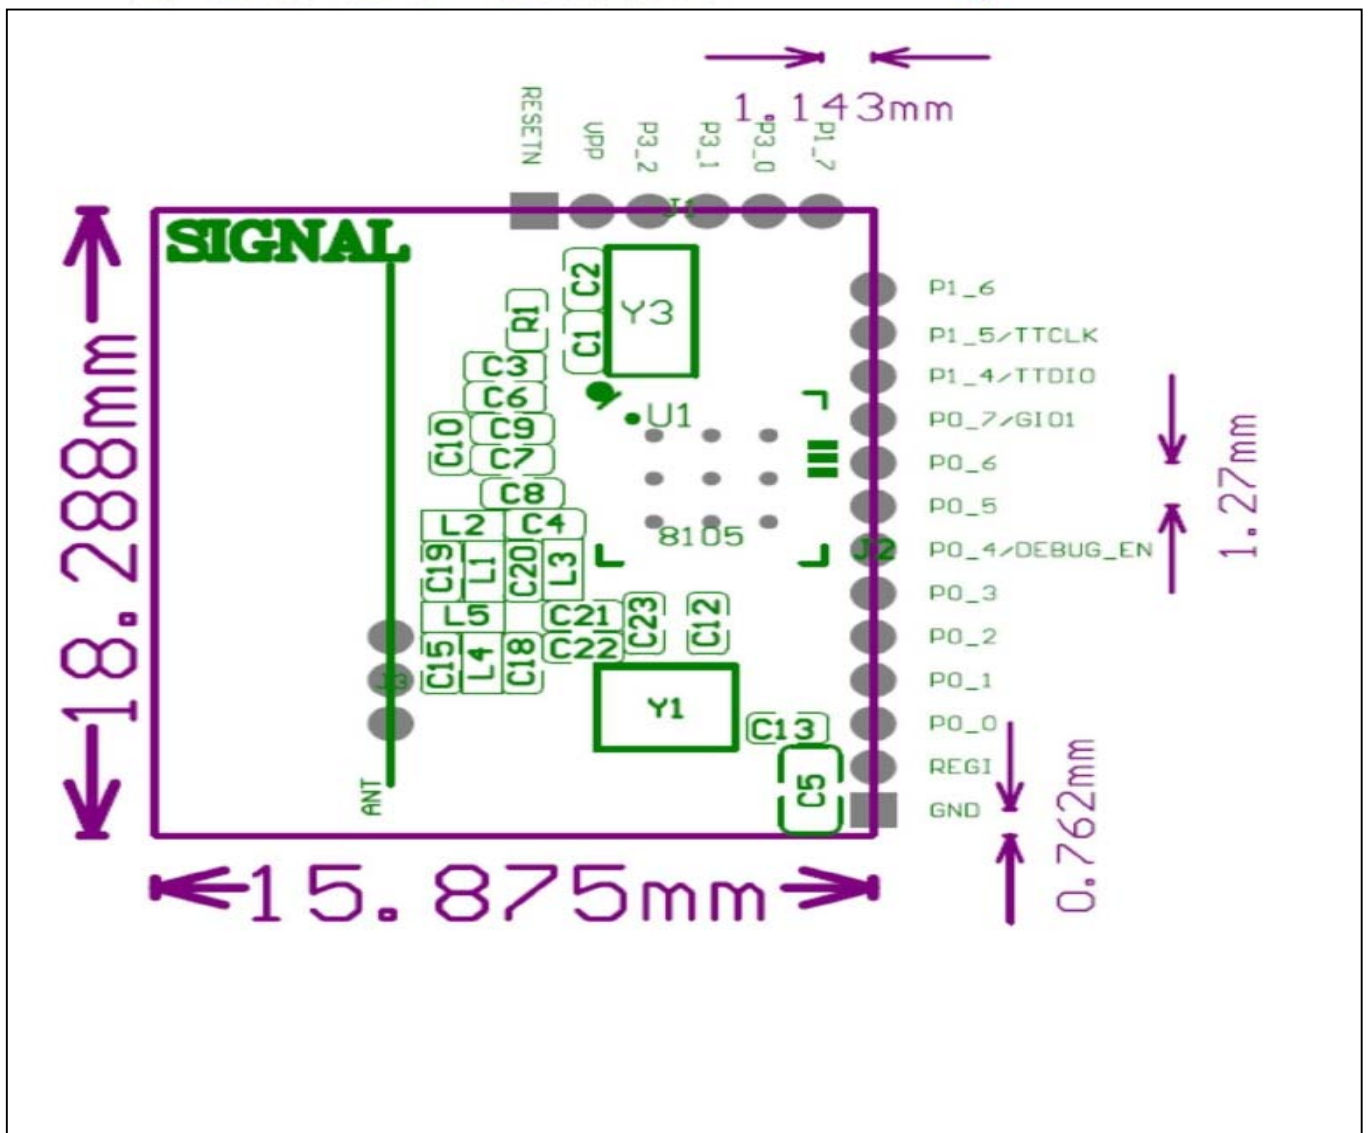 1.143mm
RESETN
VPP
P3_2
P3_1
P3_0
P1_7
J1
SIGNAL
C2
Y3
R1
C1
C3
C6
U1
C10
C9
C7
C8
L2
C4
8105
C19
L1
C20
L3
L5
C21
C23
C12
C22
C15
L4
C18
J3
Y1
C13
C5
ANT
J2
P1_6
P1_5/TTCLK
P1_4/TTDIO
P0_7/GIO1
P0_6
P0_5
P0_4/DEBUG_EN
P0_3
P0_2
P0_1
P0_0
REGI
GND
1.27mm
0.762mm
18.288mm
15.875mm